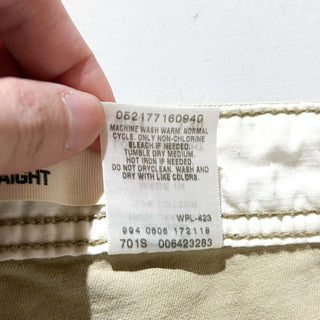 052177160940
MACHINE WASH WARM. NORMAL
CYCLE. ONLY NON-CHLORINE
BLEACH IF NEEDED.
TUMBLE DRY MEDIUM.
HOT IRON IF NEEDED.
DO NOT DRYCLEAN. WASH AND
DRY WITH LIKE COLORS.
AIGHT
WPL-423
994 0606 172118
701S 006423283